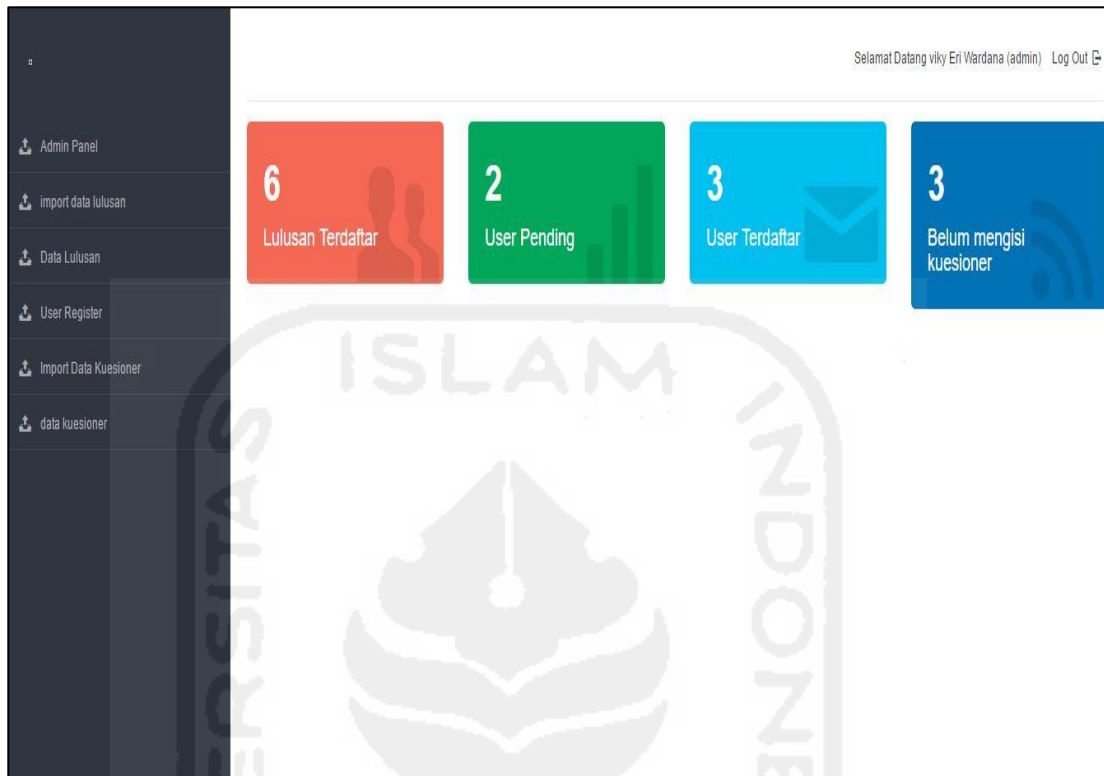 Selamat Datang viky Eri Wardana (admin) Log Out
Admin Panel
import data lulusan
Data Lulusan
User Register
Import Data Kuesioner
data kuesioner
6
Lulusan Terdaftar
2
User Pending
3
User Terdaftar
3
Belum mengisi
kuesioner
ISLAM